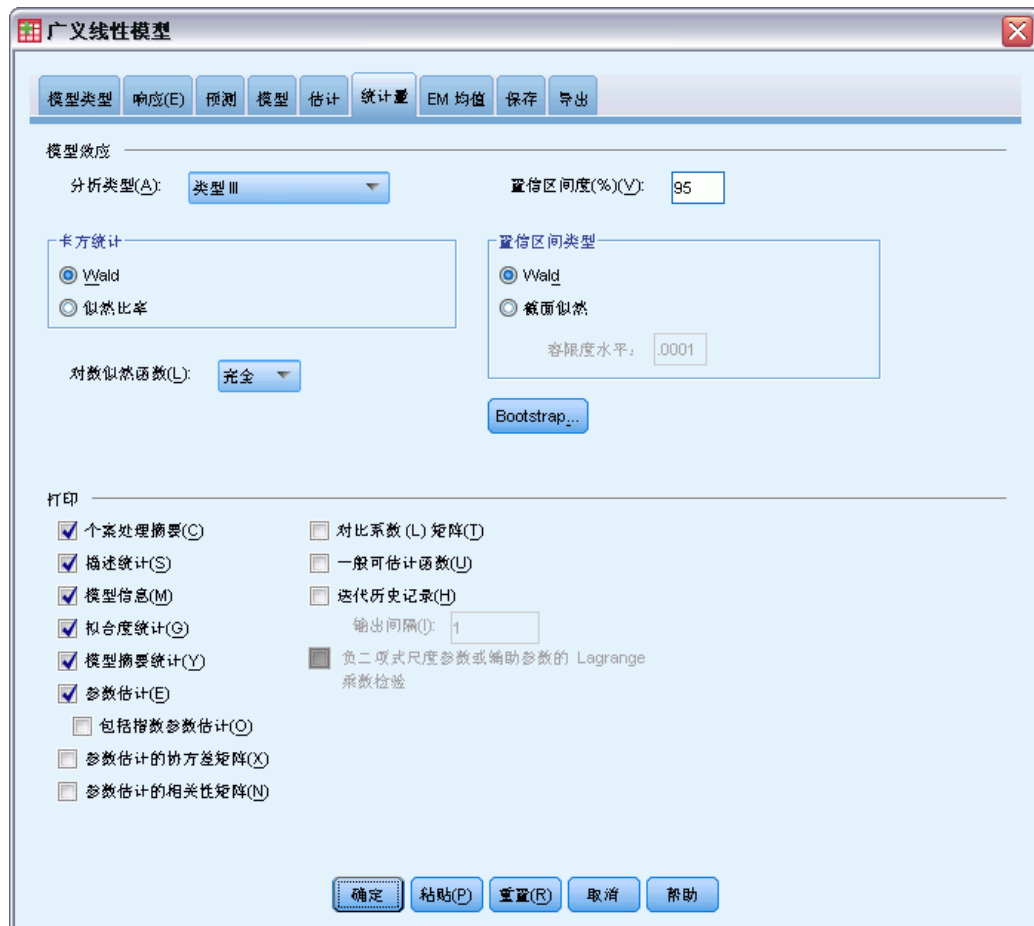 广义线性模型
模型类型 响应(E) 预测 模型 估计 统计量 EM 均值 保存 导出
模型效应
分析类型(A): 类型 III 置信区间度(%)(V): 95
卡方统计
Wald
似然比率
置信区间类型
Wald
截面似然
容限度水平: .0001
对数似然函数(L): 完全
Bootstrap...
打印
个案处理摘要(C)
描述统计(S)
模型信息(M)
拟合度统计(G)
模型摘要统计(Y)
参数估计(E)
包括指数参数估计(O)
参数估计的协方差矩阵(X)
参数估计的相关性矩阵(N)
对比系数 (L) 矩阵(T)
一般可估计函数(U)
迭代历史记录(H)
输出间隔(I): 1
负二项式尺度参数或辅助参数的 Lagrange
乘数检验
确定 粘贴(P) 重置(R) 取消 帮助